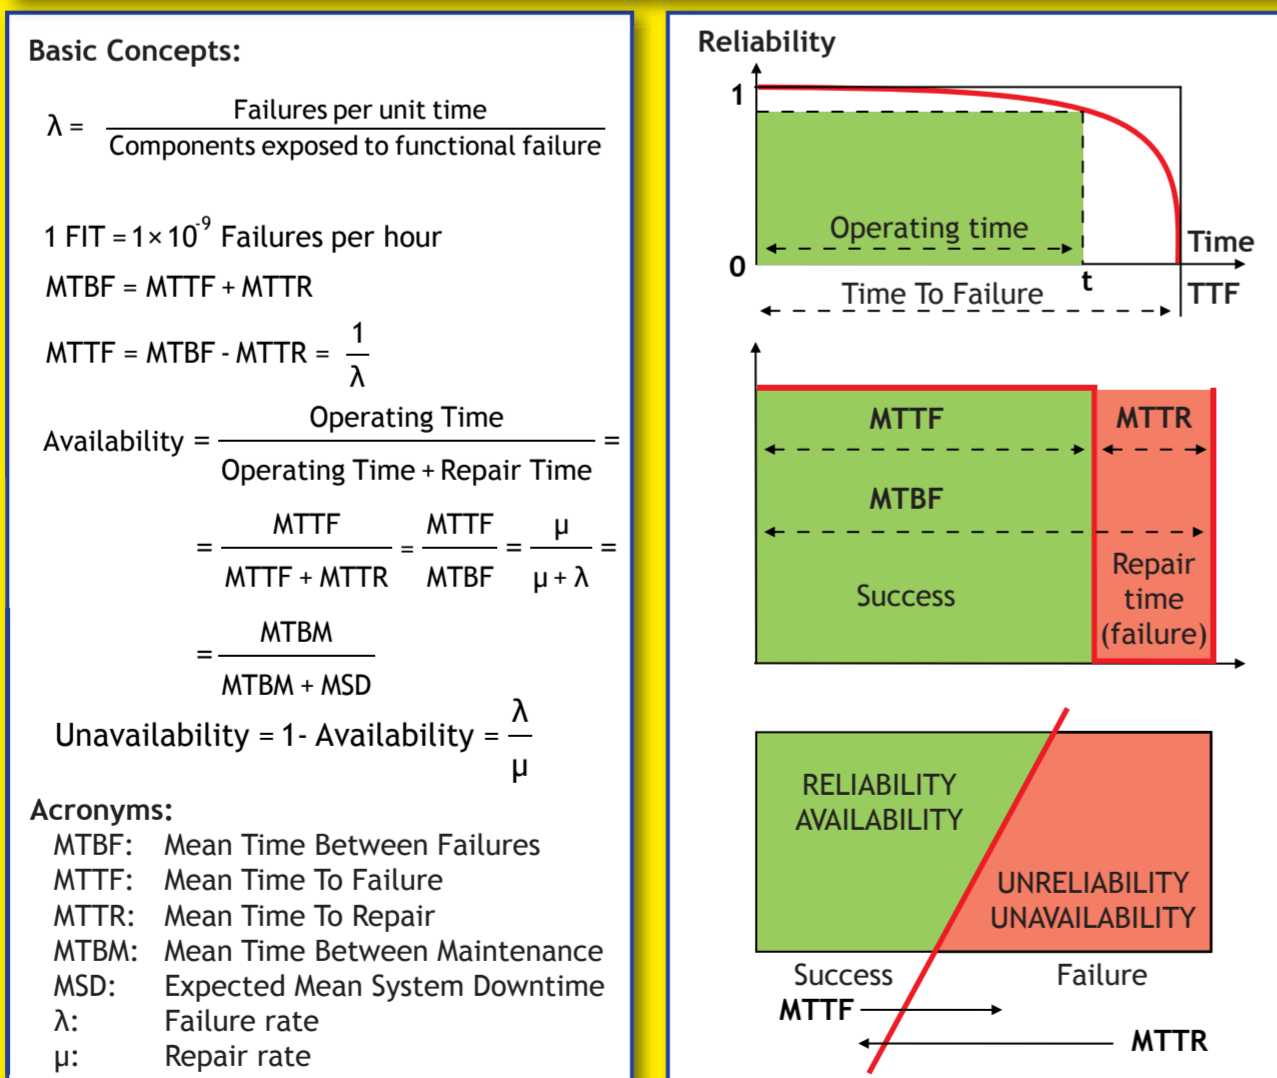 Basic Concepts:
λ = Failures per unit time / Components exposed to functional failure
1 FIT = 1 × 10^-9 Failures per hour
MTBF = MTTF + MTTR
MTTF = MTBF - MTTR = 1 / λ
Availability = Operating Time / Operating Time + Repair Time =
= MTTF / MTTF + MTTR = MTTF / MTBF = μ / μ + λ =
= MTBM / MTBM + MSD
Unavailability = 1- Availability = λ / μ
Acronyms:
MTBF: Mean Time Between Failures
MTTF: Mean Time To Failure
MTTR: Mean Time To Repair
MTBM: Mean Time Between Maintenance
MSD: Expected Mean System Downtime
λ: Failure rate
μ: Repair rate
Reliability
1
Operating time
Time
0
t
Time To Failure
TTF
MTTF
MTTR
MTBF
Success
Repair
time
(failure)
RELIABILITY
AVAILABILITY
UNRELIABILITY
UNAVAILABILITY
Success
Failure
MTTF
MTTR